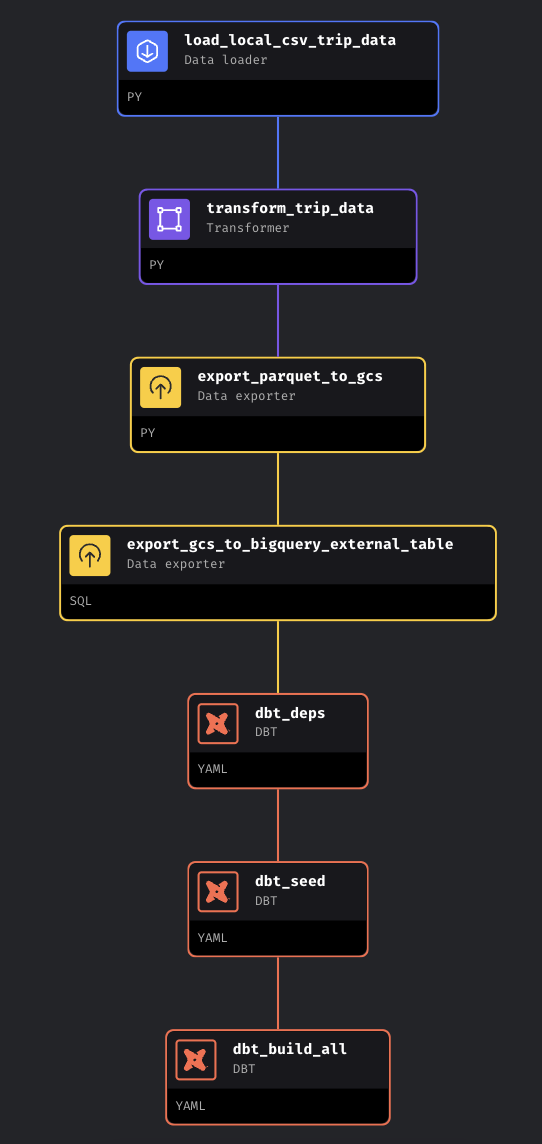 load_local_csv_trip_data
Data loader
PY
transform_trip_data
Transformer
PY
export_parquet_to_gcs
Data exporter
PY
export_gcs_to_bigquery_external_table
Data exporter
SQL
dbt_deps
DBT
YAML
dbt_seed
DBT
YAML
dbt_build_all
DBT
YAML